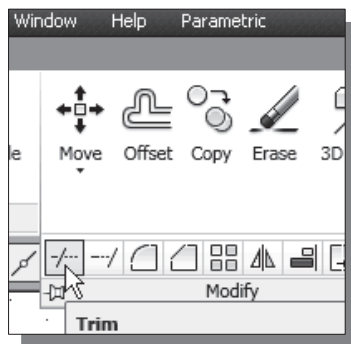 Window Help Parametric
le Move Offset Copy Erase 3D
Modify
Trim